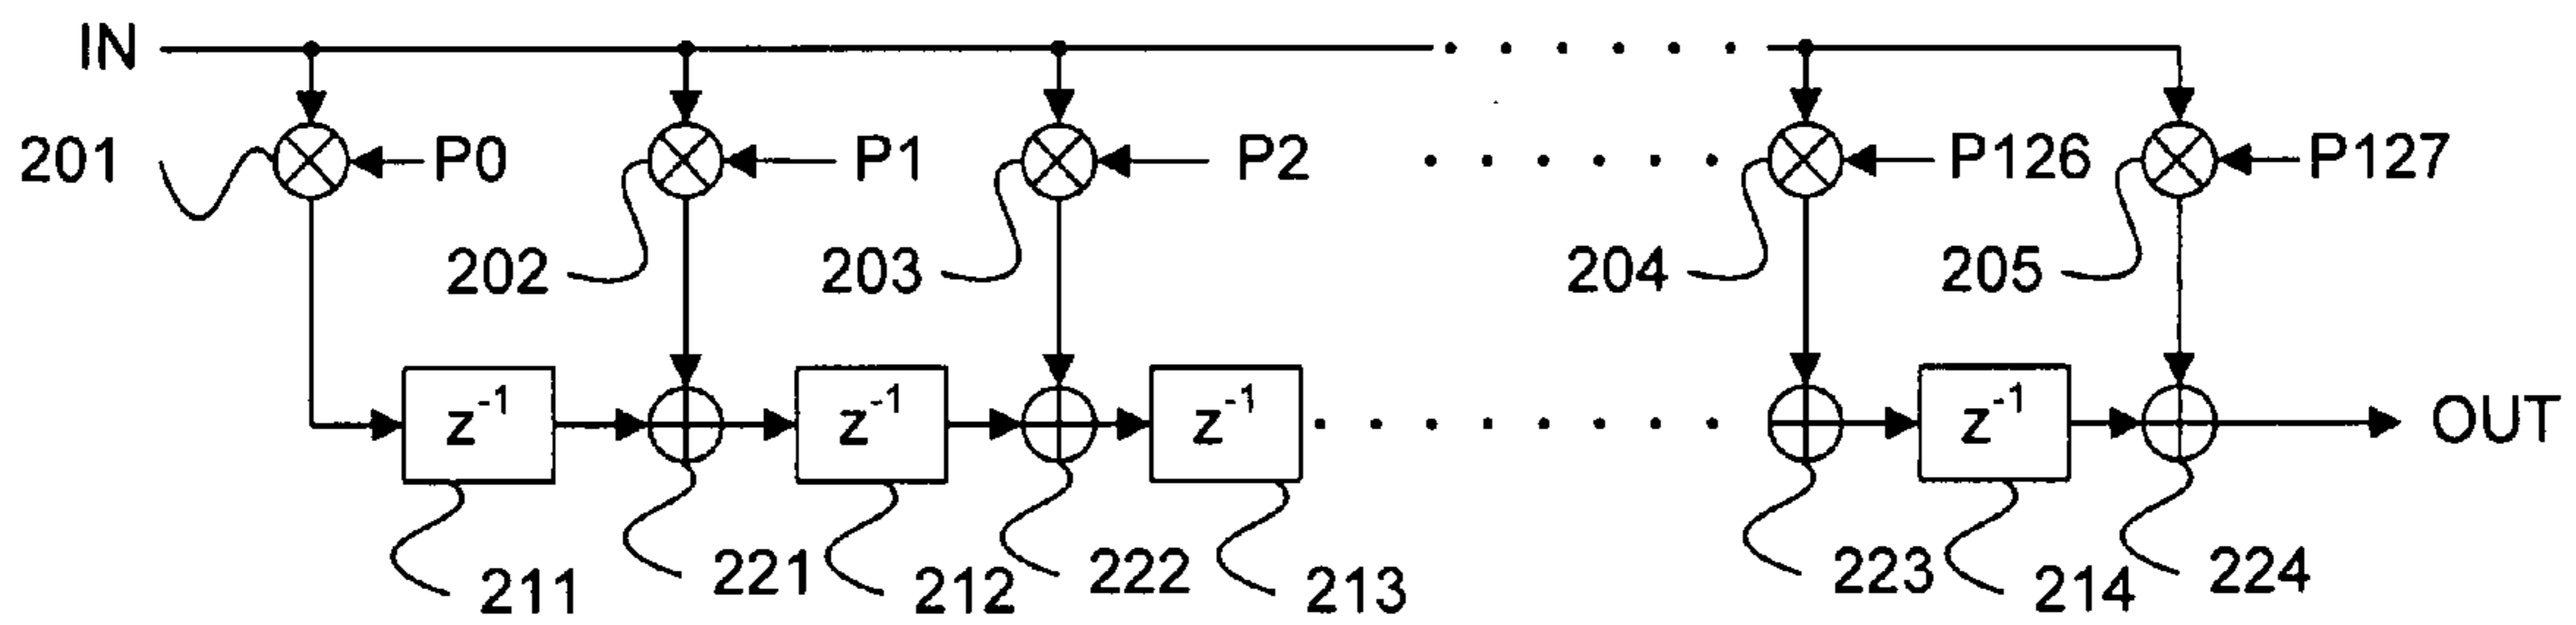 IN
201 P0 P1 P2 P126 P127
202 203 204 205
z⁻¹ z⁻¹ z⁻¹ z⁻¹ OUT
211 221 212 222 213 223 214 224